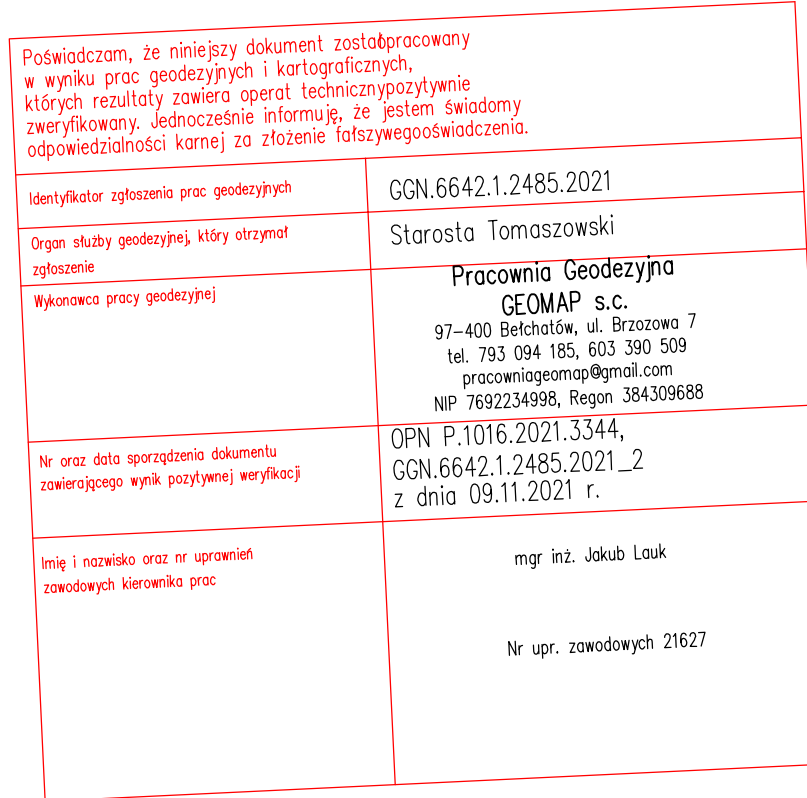 Poświadczam, że niniejszy dokument został opracowany
w wyniku prac geodezyjnych i kartograficznych,
których rezultaty zawiera operat technicznypozytywnie
zweryfikowany. Jednocześnie informuję, że jestem świadomy
odpowiedzialności karnej za złożenie fałszywegooświadczenia.
Identyfikator zgłoszenia prac geodezyjnych
GGN.6642.1.2485.2021
Organ służby geodezyjnej, który otrzymał
zgłoszenie
Starosta Tomaszowski
Wykonawca pracy geodezyjnej
Pracownia Geodezyjna
GEOMAP s.c.
97-400 Bełchatów, ul. Brzozowa 7
tel. 793 094 185, 603 390 509
pracowniageomap@gmail.com
NIP 7692234998, Regon 384309688
Nr oraz data sporządzenia dokumentu
zawierającego wynik pozytywnej weryfikacji
OPN P.1016.2021.3344,
GGN.6642.1.2485.2021_2
z dnia 09.11.2021 r.
Imię i nazwisko oraz nr uprawnień
zawodowych kierownika prac
mgr inż. Jakub Lauk
Nr upr. zawodowych 21627